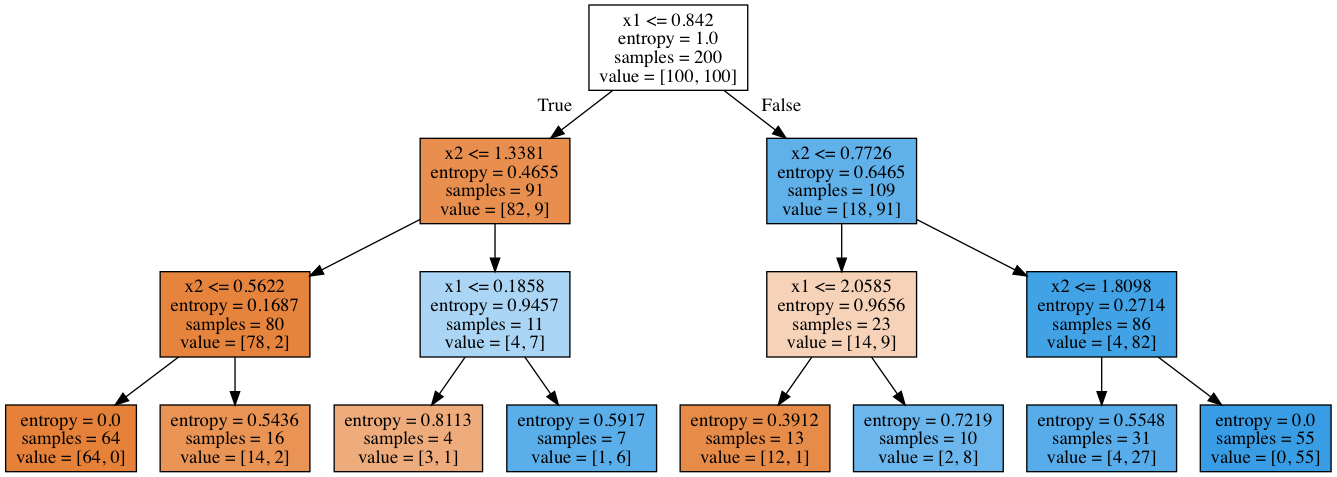 x1 <= 0.842
entropy = 1.0
samples = 200
value = [100, 100]
True
False
x2 <= 1.3381
entropy = 0.4655
samples = 91
value = [82, 9]
x2 <= 0.7726
entropy = 0.6465
samples = 109
value = [18, 91]
x2 <= 0.5622
entropy = 0.1687
samples = 80
value = [78, 2]
x1 <= 0.1858
entropy = 0.9457
samples = 11
value = [4, 7]
x1 <= 2.0585
entropy = 0.9656
samples = 23
value = [14, 9]
x2 <= 1.8098
entropy = 0.2714
samples = 86
value = [4, 82]
entropy = 0.0
samples = 64
value = [64, 0]
entropy = 0.5436
samples = 16
value = [14, 2]
entropy = 0.8113
samples = 4
value = [3, 1]
entropy = 0.5917
samples = 7
value = [1, 6]
entropy = 0.3912
samples = 13
value = [12, 1]
entropy = 0.7219
samples = 10
value = [2, 8]
entropy = 0.5548
samples = 31
value = [4, 27]
entropy = 0.0
samples = 55
value = [0, 55]